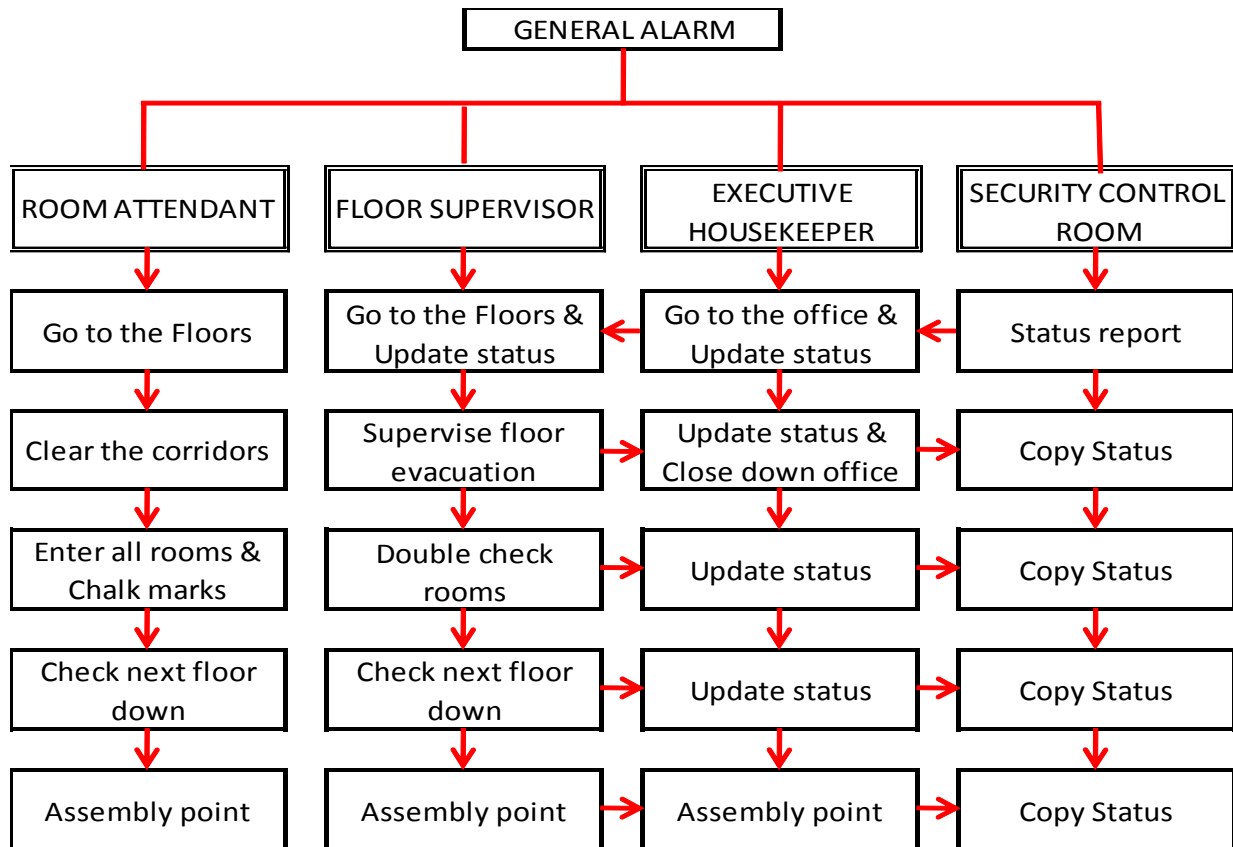 GENERAL ALARM
ROOM ATTENDANT
FLOOR SUPERVISOR
EXECUTIVE
HOUSEKEEPER
SECURITY CONTROL
ROOM
Go to the Floors
Go to the Floors &
Update status
Go to the office &
Update status
Status report
Clear the corridors
Supervise floor
evacuation
Update status &
Close down office
Copy Status
Enter all rooms &
Chalk marks
Double check
rooms
Update status
Copy Status
Check next floor
down
Check next floor
down
Update status
Copy Status
Assembly point
Assembly point
Assembly point
Copy Status